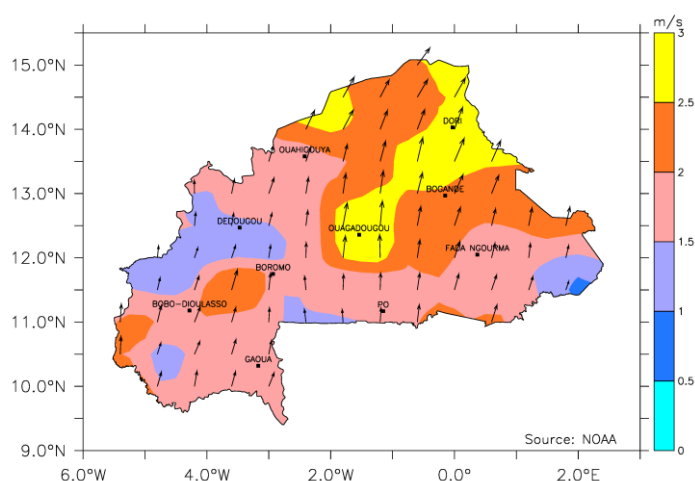 m/s
3
15.0°N
2.5
DORI
14.0°N
OUAHIGOUYA
2
13.0°N
BOGANDE
DEDOUGOU
OUAGADOUGOU
1.5
12.0°N
FADA NGOURMA
BOROMO
1
BOBO-DIOULASSO
PO
11.0°N
GAOUA
0.5
10.0°N
Source: NOAA
9.0°N
0
6.0°W
4.0°W
2.0°W
0.0°
2.0°E